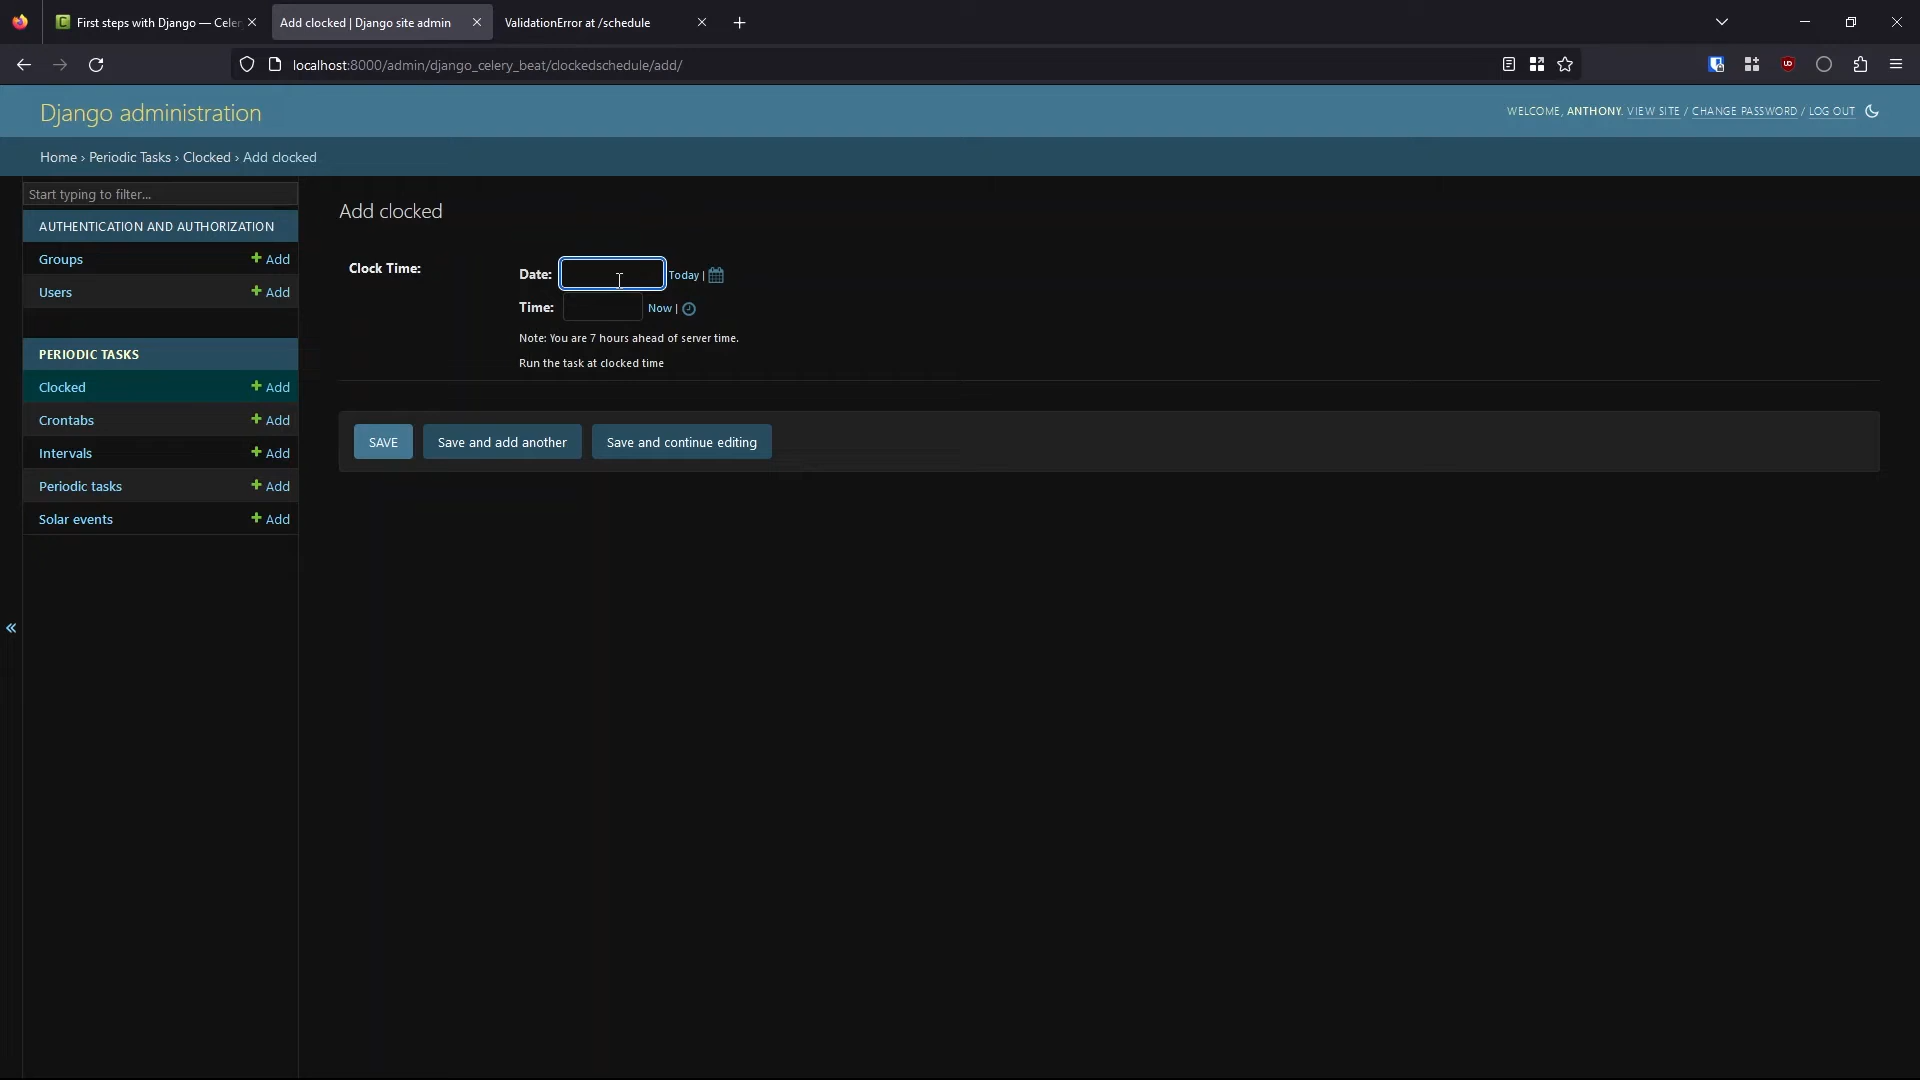 First steps with Django — Celer
Add clocked | Django site admin
ValidationError at /schedule
localhost:8000/admin/django_celery_beat/clockedschedule/add/
Django administration
WELCOME, ANTHONY. VIEW SITE / CHANGE PASSWORD / LOG OUT
Home › Periodic Tasks › Clocked › Add clocked
Start typing to filter...
AUTHENTICATION AND AUTHORIZATION
Groups + Add
Users + Add
PERIODIC TASKS
Clocked + Add
Crontabs + Add
Intervals + Add
Periodic tasks + Add
Solar events + Add
«
Add clocked
Clock Time:
Date: Today |
Time: Now |
Note: You are 7 hours ahead of server time.
Run the task at clocked time
SAVE
Save and add another
Save and continue editing